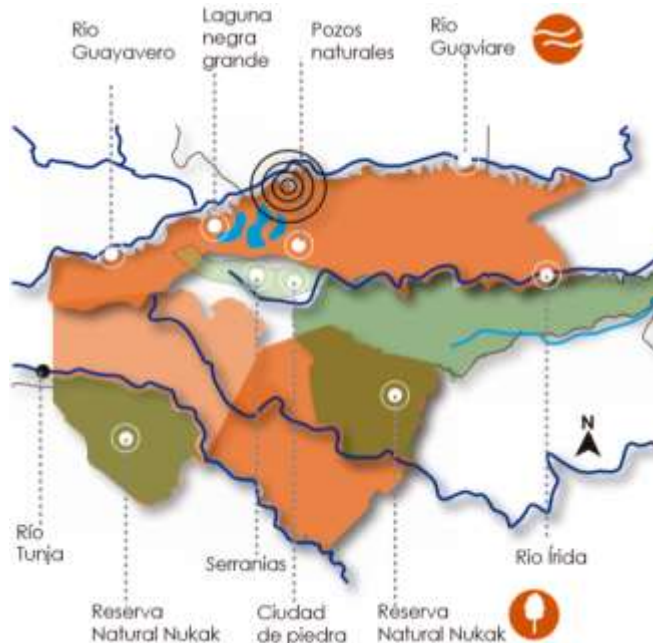 Río
Guayavero
Laguna
negra
grande
Pozos
naturales
Río
Guaviare
N
Río
Tunja
Reserva
Natural Nukak
Serranías
Ciudad
de piedra
Réserva
Natural Nukak
Río Írida